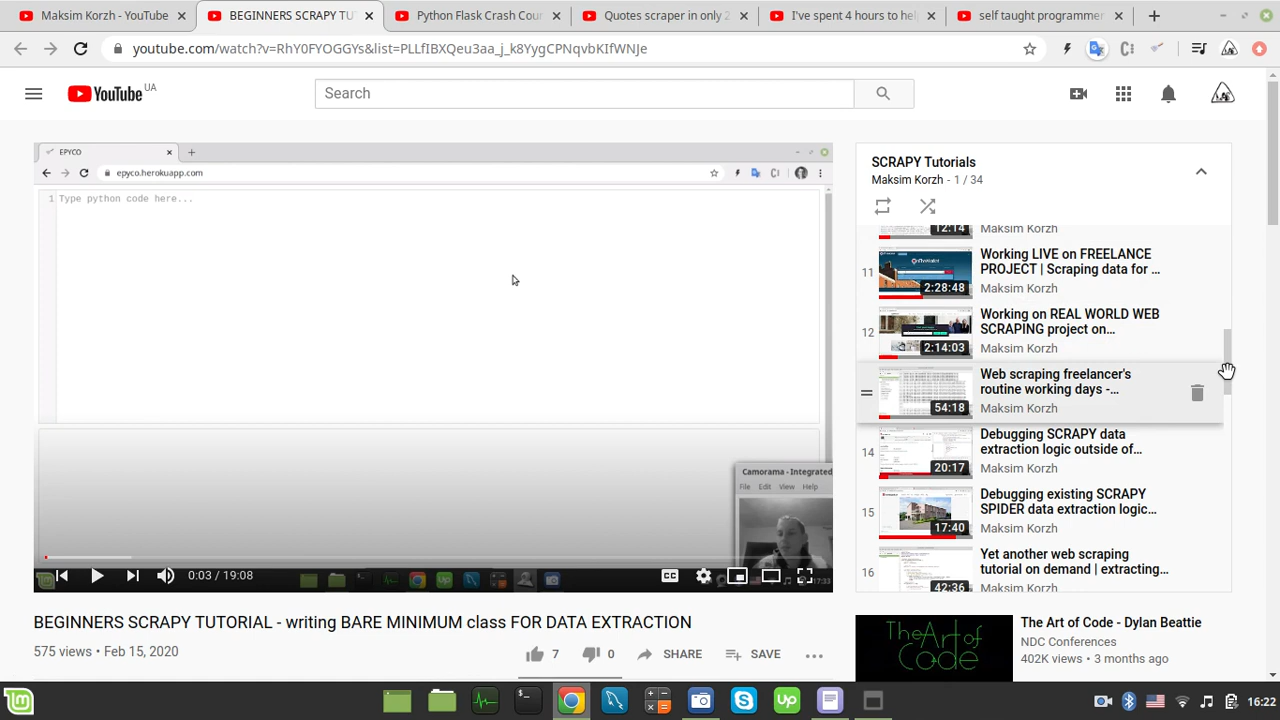 Maksim Korzh - YouTube
BEGINNERS SCRAPY TU
Python Flask Crash Cour
Quotes scraper in only 2
I've spent 4 hours to hel
self taught programmer
youtube.com/watch?v=RhY0FYOGGYs&list=PLLfIBXQeu3aa_j_k8YygCPNqvbKIfWNJe
YouTube UA
Search
EPYCO
epyco.herokuapp.com
1 Type python code here...
Camorama - Integrated
File Edit View Help
19:08
17:33
SCRAPY Tutorials
Maksim Korzh - 1 / 34
12:14
Maksim Korzh
11
2:28:48
Working LIVE on FREELANCE
PROJECT | Scraping data for ...
Maksim Korzh
12
2:14:03
Working on REAL WORLD WEB
SCRAPING project on...
Maksim Korzh
54:18
Web scraping freelancer's
routine working days -...
Maksim Korzh
14
20:17
Debugging SCRAPY data
extraction logic outside of...
Maksim Korzh
15
17:40
Debugging existing SCRAPY
SPIDER data extraction logic...
Maksim Korzh
16
42:36
Yet another web scraping
tutorial on demand | extracting...
Maksim Korzh
BEGINNERS SCRAPY TUTORIAL - writing BARE MINIMUM class FOR DATA EXTRACTION
575 views • Feb 15, 2020
7
0
SHARE
SAVE
The Art of Code
The Art of Code - Dylan Beattie
NDC Conferences
402K views • 3 months ago
up
16:22